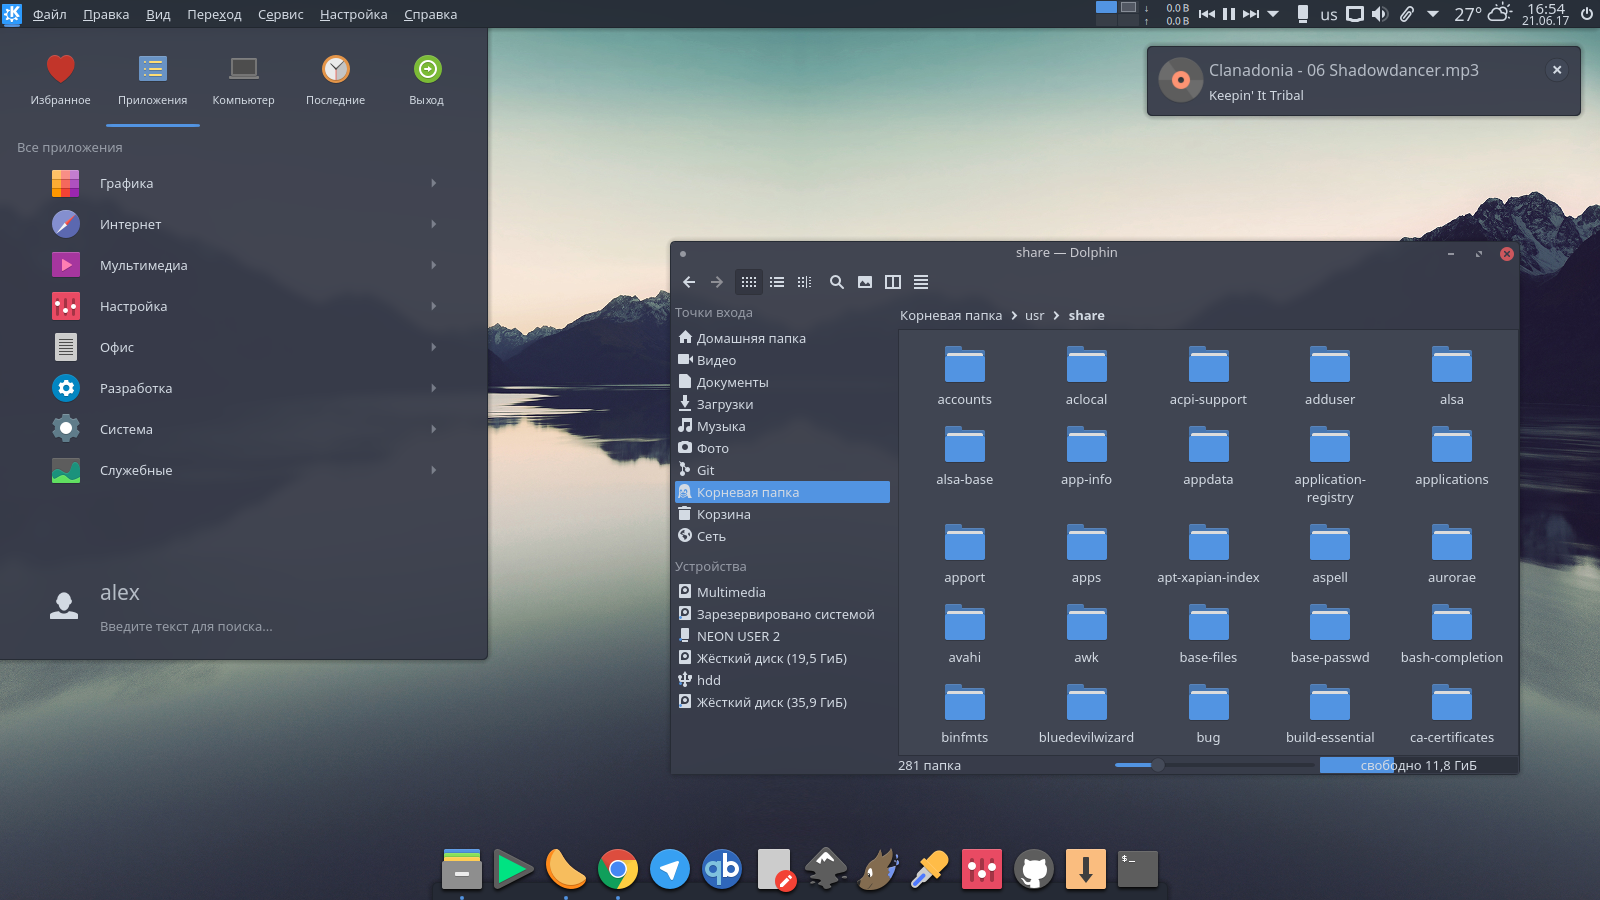 Файл Правка Вид Переход Сервис Настройка Справка
0.0 B
0.0 B
us
27°
16:54
21.06.17
Избранное Приложения Компьютер Последние Выход
Все приложения
Графика
Интернет
Мультимедиа
Настройка
Офис
Разработка
Система
Служебные
alex
Введите текст для поиска...
Clanadonia - 06 Shadowdancer.mp3
Keepin' It Tribal
share — Dolphin
Точки входа
Домашняя папка
Видео
Документы
Загрузки
Музыка
Фото
Git
Корневая папка
Корзина
Сеть
Устройства
Multimedia
Зарезервировано системой
NEON USER 2
Жёсткий диск (19,5 ГиБ)
hdd
Жёсткий диск (35,9 ГиБ)
Корневая папка usr share
accounts aclocal acpi-support adduser alsa
alsa-base app-info appdata application-registry applications
apport apps apt-xapian-index aspell aurorae
avahi awk base-files base-passwd bash-completion
binfmts bluedevilwizard bug build-essential ca-certificates
281 папка
свободно 11,8 ГиБ
qb
$_